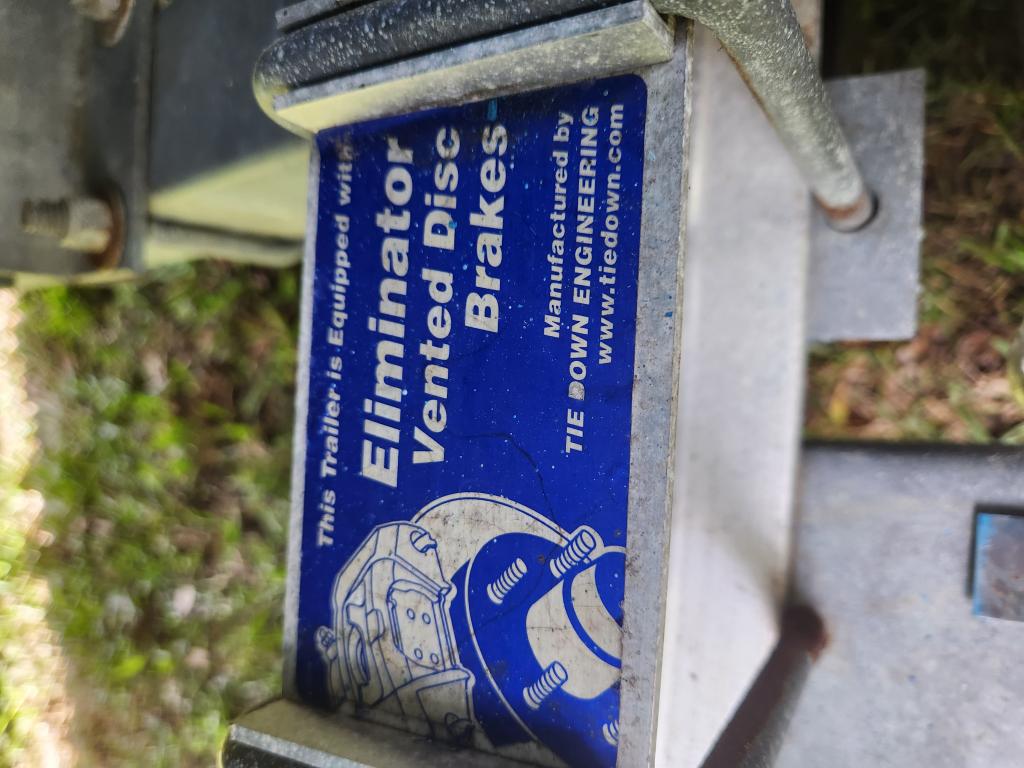 This Trailer is Equipped with
Eliminator
Vented Disc
Brakes
Manufactured by
TIE DOWN ENGINEERING
www.tiedown.com